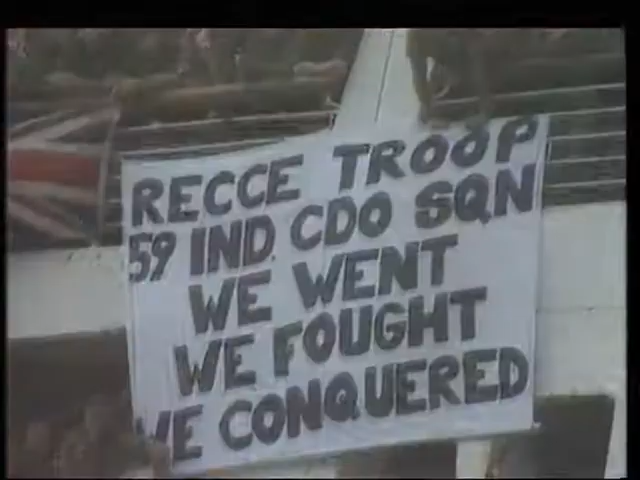 RECCE TROOP
59 IND. CDO SQN
WE WENT
WE FOUGHT
WE CONQUERED